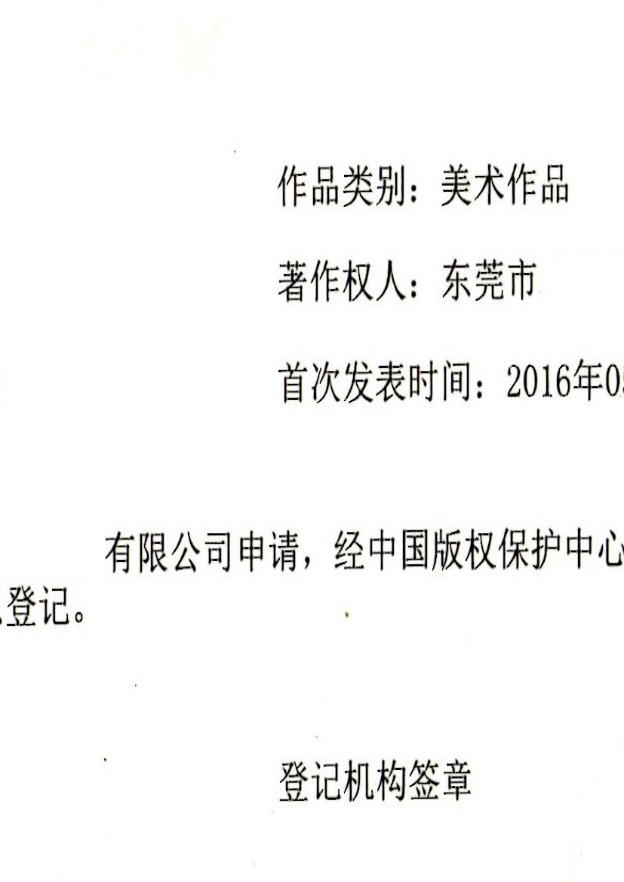 作品类别：美术作品
著作权人：东莞市
首次发表时间：2016年0
有限公司申请，经中国版权保护中心
登记。
登记机构签章